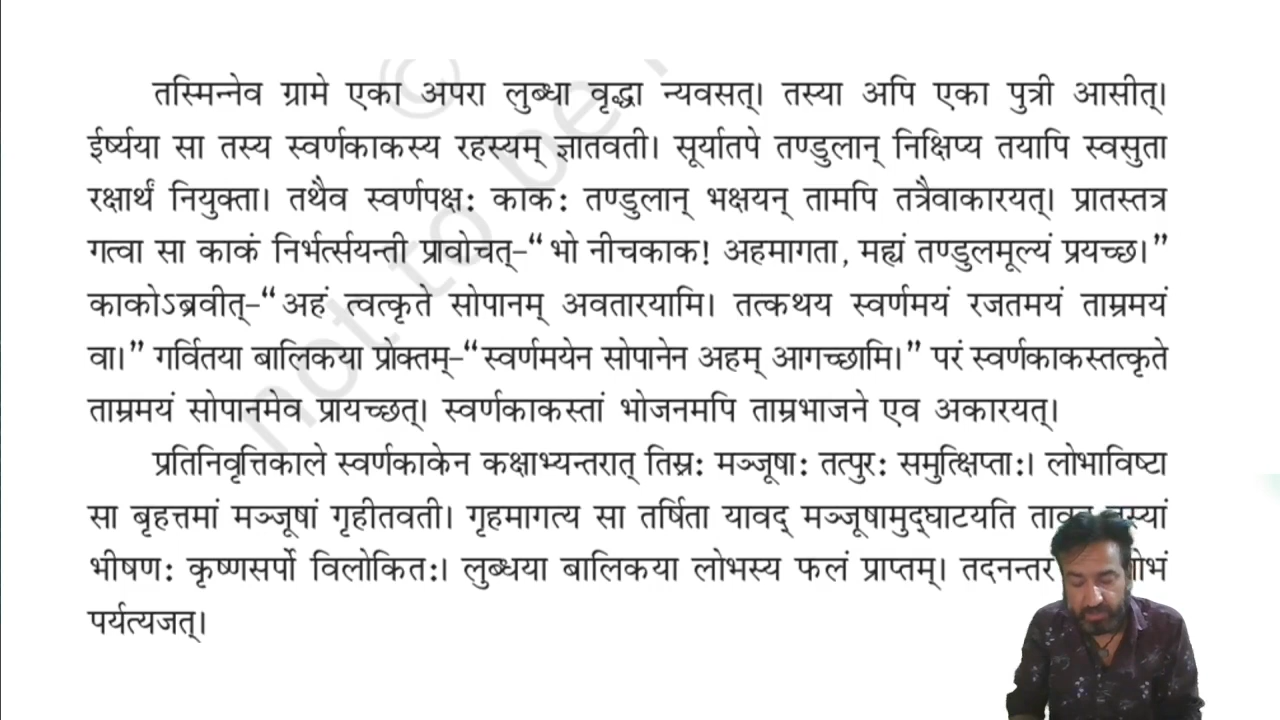 तस्मिन्नेव ग्रामे एका अपरा लुब्धा वृद्धा न्यवसत्। तस्या अपि एका पुत्री आसीत्।
ईर्ष्यया सा तस्य स्वर्णकाकस्य रहस्यम् ज्ञातवती। सूर्यातपे तण्डुलान् निक्षिप्य तयापि स्वसुता
रक्षार्थं नियुक्ता। तथैव स्वर्णपक्षः काकः तण्डुलान् भक्षयन् तामपि तत्रैवाकारयत्। प्रातस्तत्र
गत्वा सा काकं निर्भर्त्सयन्ती प्रावोचत्-“भो नीचकाक! अहमागता, मह्यं तण्डुलमूल्यं प्रयच्छ।”
काकोऽब्रवीत्-“अहं त्वत्कृते सोपानम् अवतारयामि। तत्कथय स्वर्णमयं रजतमयं ताम्रमयं
वा।” गर्वितया बालिकया प्रोक्तम्-“स्वर्णमयेन सोपानेन अहम् आगच्छामि।” परं स्वर्णकाकस्तत्कृते
ताम्रमयं सोपानमेव प्रायच्छत्। स्वर्णकाकस्तां भोजनमपि ताम्रभाजने एव अकारयत्।
प्रतिनिवृत्तिकाले स्वर्णकाकेन कक्षाभ्यन्तरात् तिस्रः मञ्जूषाः तत्पुरः समुत्क्षिप्ताः। लोभाविष्टा
सा बृहत्तमां मञ्जूषां गृहीतवती। गृहमागत्य सा तर्षिता यावद् मञ्जूषामुद्घाटयति
भीषणः कृष्णसर्पो विलोकितः। लुब्धया बालिकया लोभस्य फलं प्राप्तम्।
पर्यत्यजत्।
© not to be